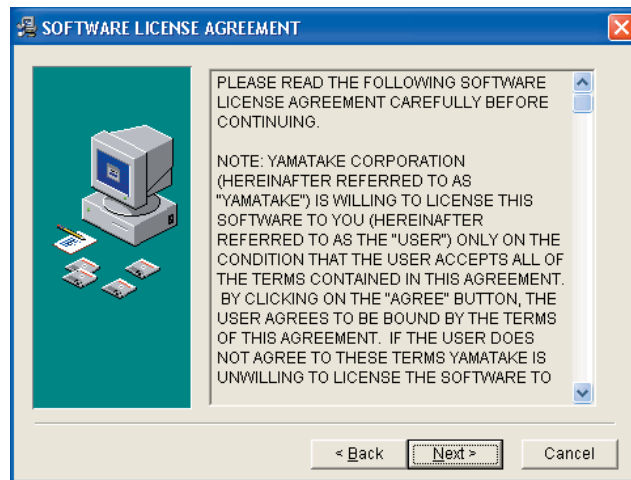 SOFTWARE LICENSE AGREEMENT
PLEASE READ THE FOLLOWING SOFTWARE
LICENSE AGREEMENT CAREFULLY BEFORE
CONTINUING.
NOTE: YAMATAKE CORPORATION
(HEREINAFTER REFERRED TO AS
"YAMATAKE") IS WILLING TO LICENSE THIS
SOFTWARE TO YOU (HEREINAFTER
REFERRED TO AS THE "USER") ONLY ON THE
CONDITION THAT THE USER ACCEPTS ALL OF
THE TERMS CONTAINED IN THIS AGREEMENT.
BY CLICKING ON THE "AGREE" BUTTON, THE
USER AGREES TO BE BOUND BY THE TERMS
OF THIS AGREEMENT. IF THE USER DOES
NOT AGREE TO THESE TERMS YAMATAKE IS
UNWILLING TO LICENSE THE SOFTWARE TO
< Back Next > Cancel